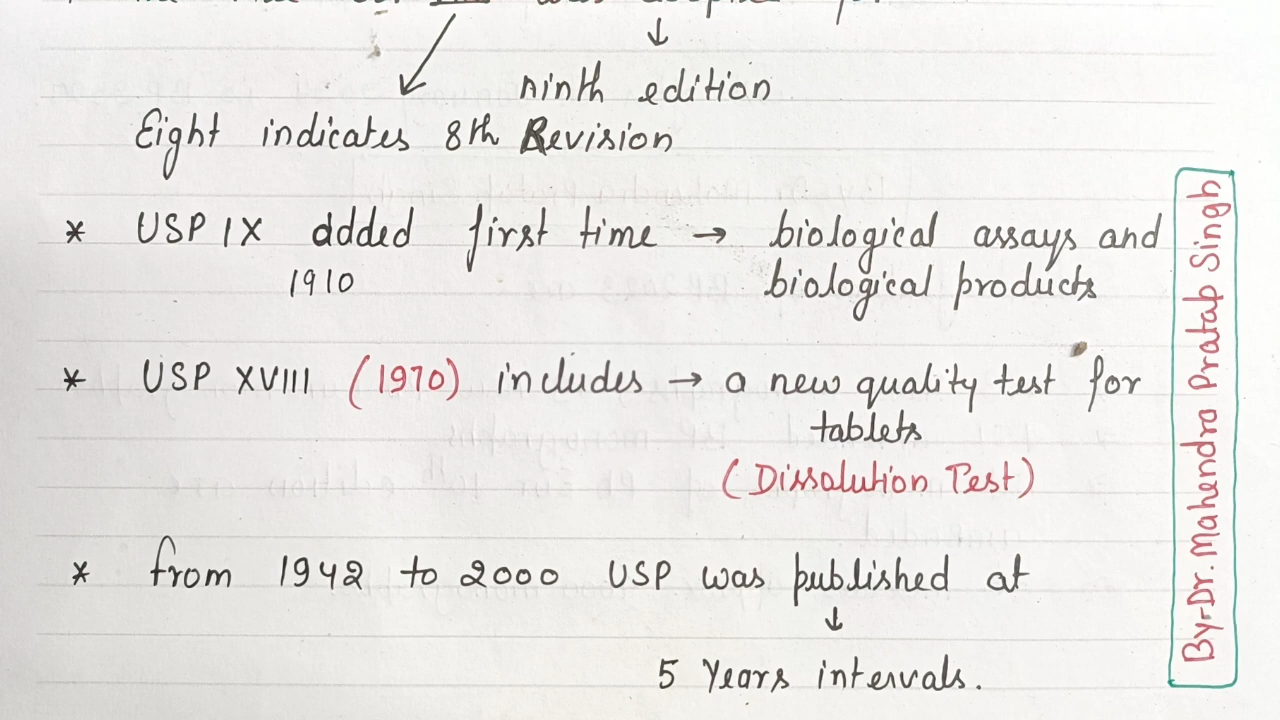 ninth edition
Eight indicates 8th Revision
* USP IX added first time → biological assays and
1910 biological products
* USP XVIII (1970) includes → a new quality test for
tablets
(Dissolution Test)
* from 1942 to 2000 USP was published at
5 Years intervals.
By-Dr. Mahendra Pratap Singh